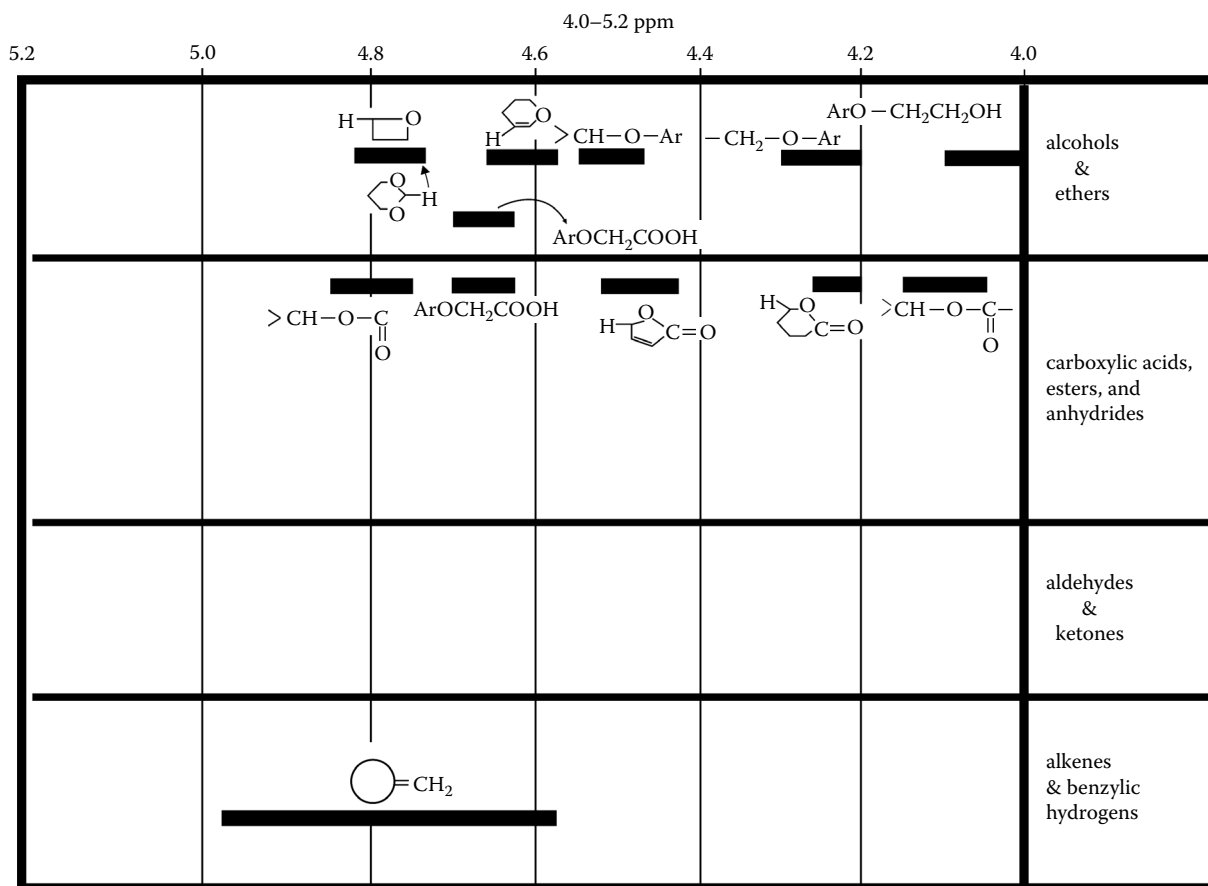 4.0–5.2 ppm
5.2 5.0 4.8 4.6 4.4 4.2 4.0
H O
O
H
>CH—O—Ar
—CH₂—O—Ar
ArO—CH₂CH₂OH
alcohols
&
ethers
O
O
H
ArOCH₂COOH
>CH—O—C
O
ArOCH₂COOH
H
O
C=O
H
O
C=O
>CH—O—C—
O
carboxylic acids,
esters, and
anhydrides
aldehydes
&
ketones
=CH₂
alkenes
& benzylic
hydrogens